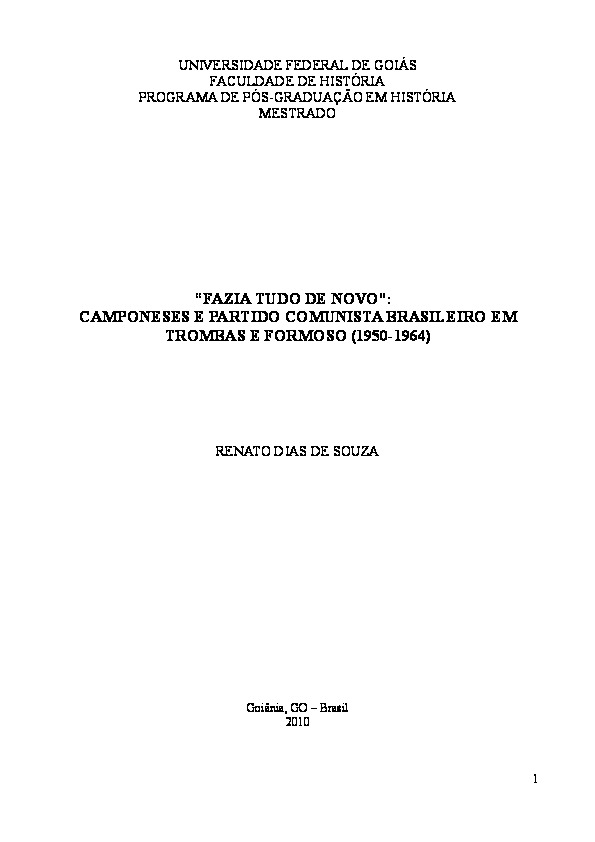 UNIVERSIDADE FEDERAL DE GOIÁS
FACULDADE DE HISTÓRIA
PROGRAMA DE PÓS-GRADUAÇÃO EM HISTÓRIA
MESTRADO
"FAZIA TUDO DE NOVO":
CAMPONESES E PARTIDO COMUNISTA BRASILEIRO EM
TROMBAS E FORMOSO (1950-1964)
RENATO DIAS DE SOUZA
Goiânia, GO – Brasil
2010
1